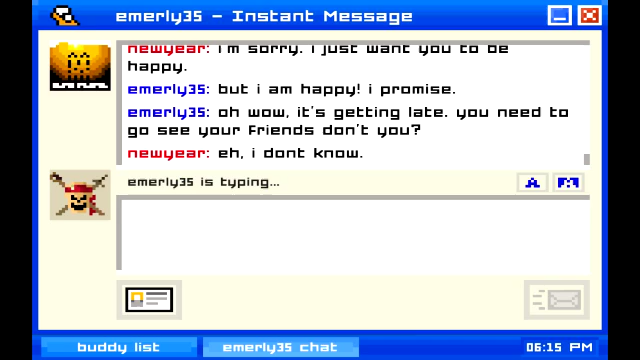 emerly35 - Instant Message
newyear: i'm sorry. i just want you to be
happy.
emerly35: but i am happy! i promise.
emerly35: oh wow, it's getting late. you need to
go see your friends don't you?
newyear: eh, i dont know.
emerly35 is typing...
A
buddy list
emerly35 chat
06:15 PM